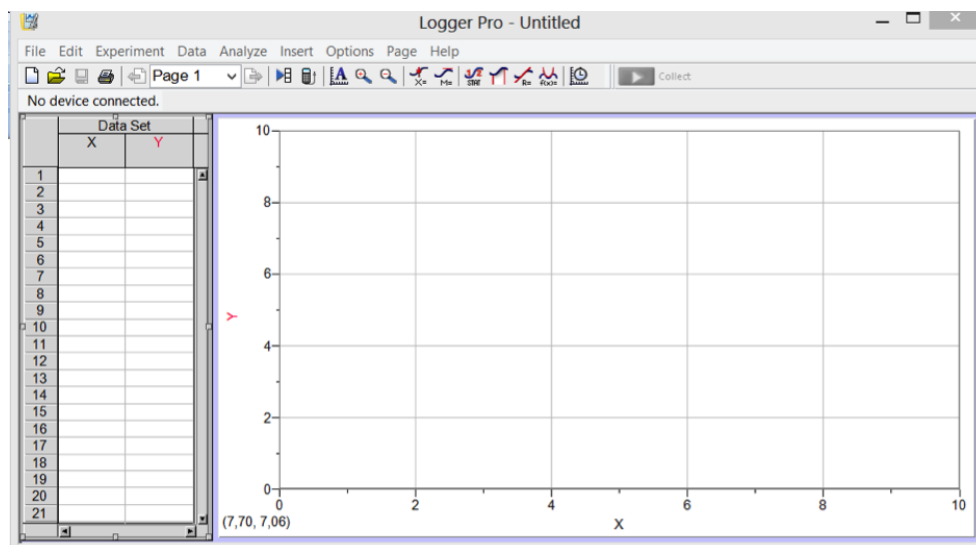 Logger Pro - Untitled
File Edit Experiment Data Analyze Insert Options Page Help
Page 1
X=
M=
STAT
R=
f(x)=
Collect
No device connected.
Data Set
X Y
1
2
3
4
5
6
7
8
9
10
11
12
13
14
15
16
17
18
19
20
21
10
8
6
4
2
0
Y
0 2 4 6 8 10
(7,70, 7,06)
X